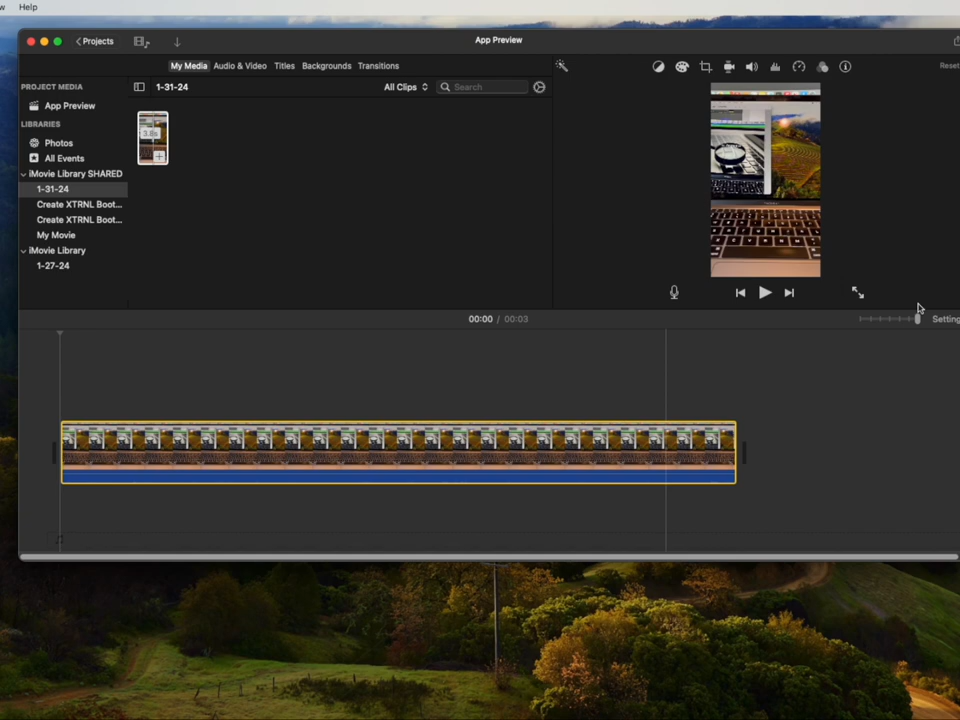 w Help
Projects
App Preview
My Media Audio & Video Titles Backgrounds Transitions
Reset
PROJECT MEDIA
1-31-24
All Clips
Search
App Preview
LIBRARIES
3.8s
Photos
All Events
iMovie Library SHARED
1-31-24
Create XTRNL Boot...
Create XTRNL Boot...
My Movie
iMovie Library
1-27-24
00:00 / 00:03
Setting